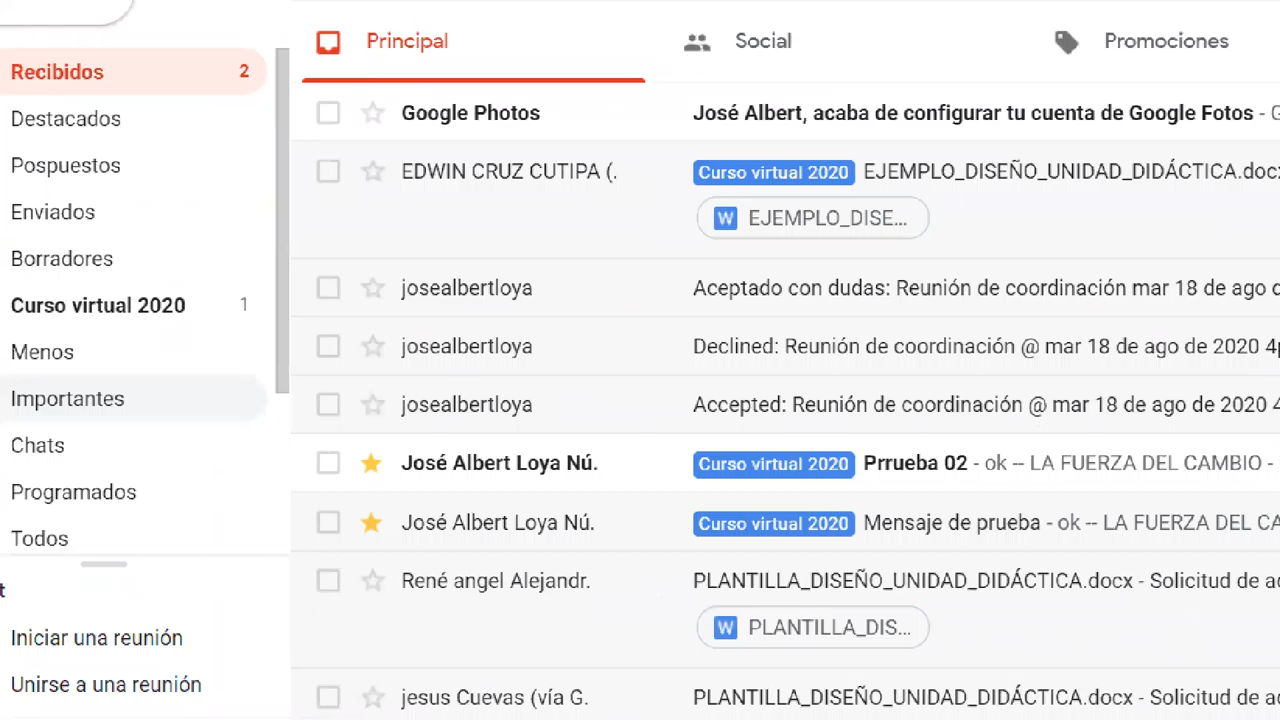 Principal
Social
Promociones
Recibidos 2
Destacados
Pospuestos
Enviados
Borradores
Curso virtual 2020 1
Menos
Importantes
Chats
Programados
Todos
t
Iniciar una reunión
Unirse a una reunión
Google Photos José Albert, acaba de configurar tu cuenta de Google Fotos - G
EDWIN CRUZ CUTIPA (. Curso virtual 2020 EJEMPLO_DISEÑO_UNIDAD_DIDÁCTICA.docx
W EJEMPLO_DISE...
josealbertloya Aceptado con dudas: Reunión de coordinación mar 18 de ago d
josealbertloya Declined: Reunión de coordinación @ mar 18 de ago de 2020 4p
josealbertloya Accepted: Reunión de coordinación @ mar 18 de ago de 2020 4
José Albert Loya Nú. Curso virtual 2020 Prrueba 02 - ok -- LA FUERZA DEL CAMBIO -
José Albert Loya Nú. Curso virtual 2020 Mensaje de prueba - ok -- LA FUERZA DEL CA
René angel Alejandr. PLANTILLA_DISEÑO_UNIDAD_DIDÁCTICA.docx - Solicitud de ac
W PLANTILLA_DIS...
jesus Cuevas (vía G. PLANTILLA_DISEÑO_UNIDAD_DIDÁCTICA.docx - Solicitud de ac